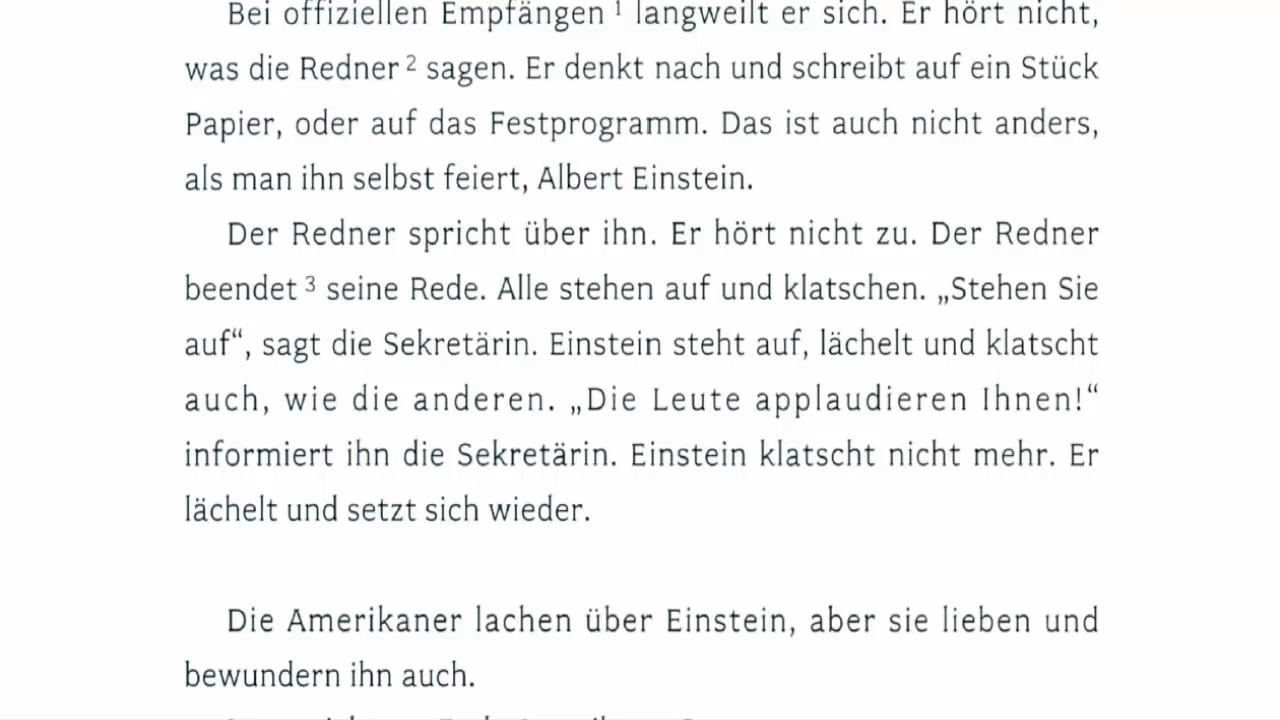 Bei offiziellen Empfängen ¹ langweilt er sich. Er hört nicht,
was die Redner ² sagen. Er denkt nach und schreibt auf ein Stück
Papier, oder auf das Festprogramm. Das ist auch nicht anders,
als man ihn selbst feiert, Albert Einstein.
Der Redner spricht über ihn. Er hört nicht zu. Der Redner
beendet ³ seine Rede. Alle stehen auf und klatschen. „Stehen Sie
auf“, sagt die Sekretärin. Einstein steht auf, lächelt und klatscht
auch, wie die anderen. „Die Leute applaudieren Ihnen!“
informiert ihn die Sekretärin. Einstein klatscht nicht mehr. Er
lächelt und setzt sich wieder.
Die Amerikaner lachen über Einstein, aber sie lieben und
bewundern ihn auch.